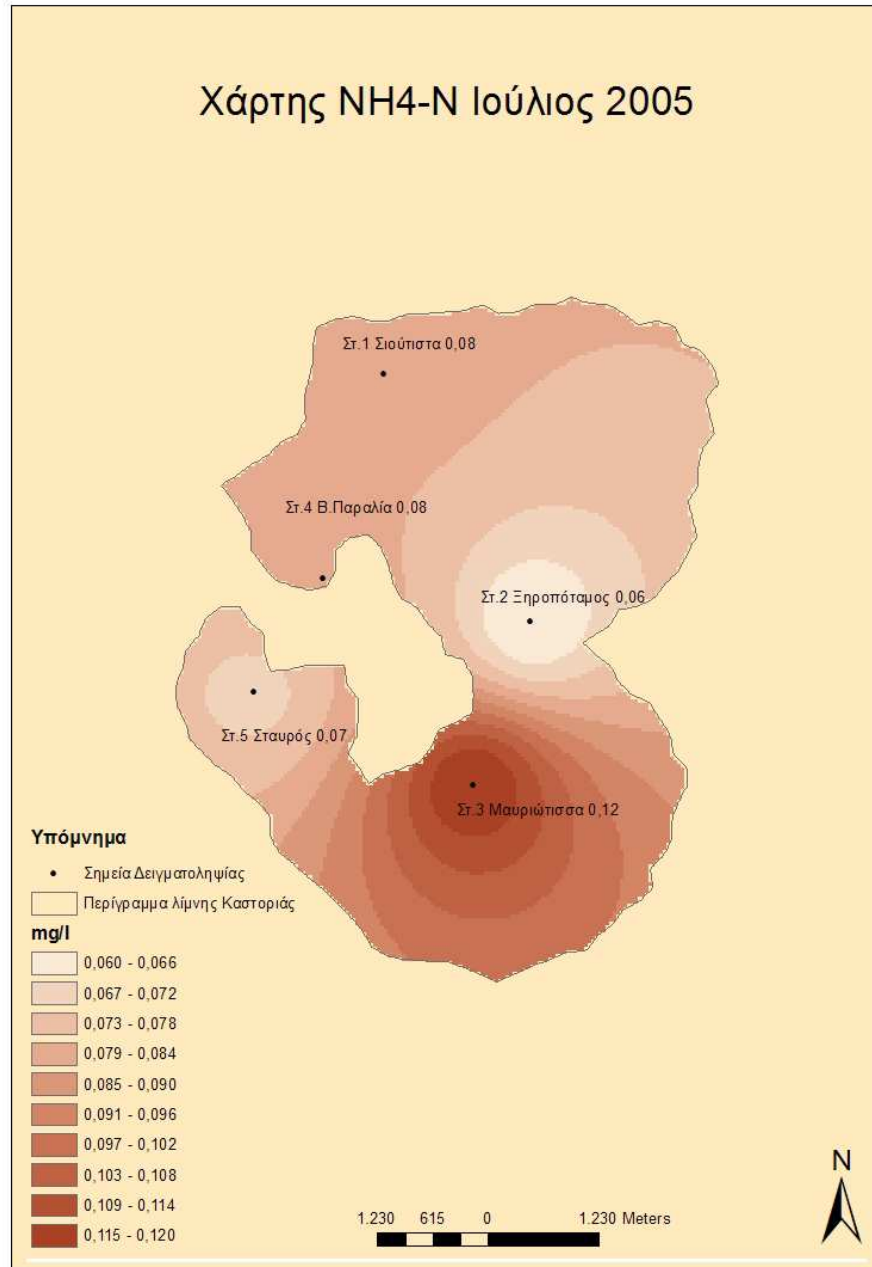 Χάρτης NH4-N Ιούλιος 2005
Στ.1 Σιούτιστα 0,08
Στ.4 Β.Παραλία 0,08
Στ.2 Ξηροπόταμος 0,06
Στ.5 Σταυρός 0,07
Στ.3 Μαυριώτισσα 0,12
Υπόμνημα
Σημεία Δειγματοληψίας
Περίγραμμα λίμνης Καστοριάς
mg/l
0,060 - 0,066
0,067 - 0,072
0,073 - 0,078
0,079 - 0,084
0,085 - 0,090
0,091 - 0,096
0,097 - 0,102
0,103 - 0,108
0,109 - 0,114
0,115 - 0,120
1.230 615 0 1.230 Meters
N